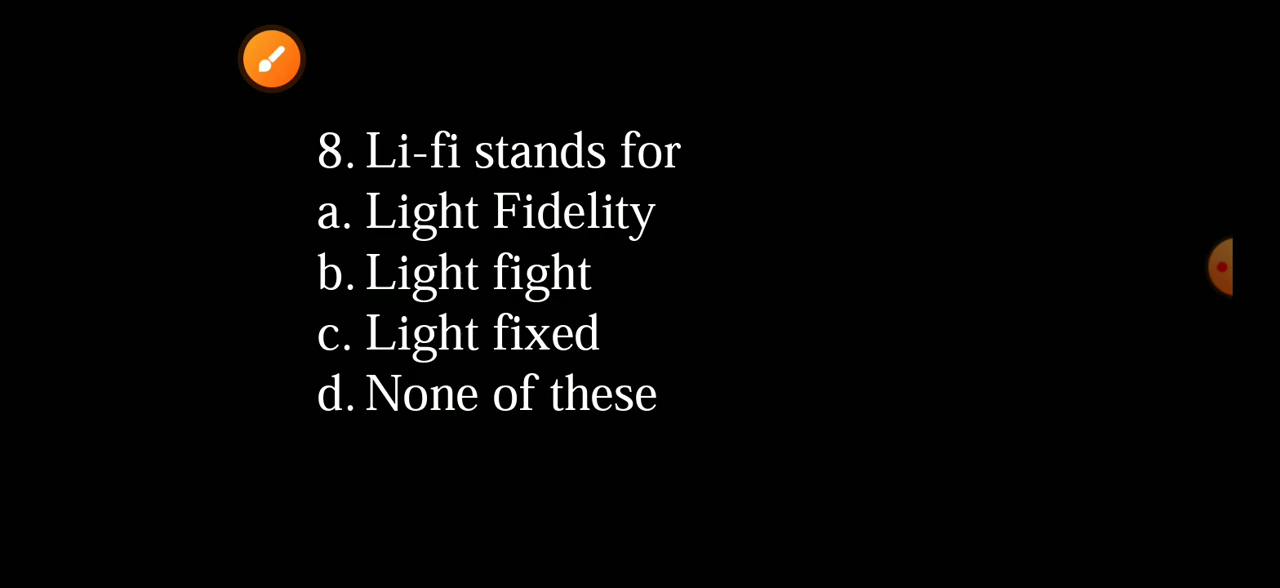 8. Li-fi stands for
a. Light Fidelity
b. Light fight
c. Light fixed
d. None of these